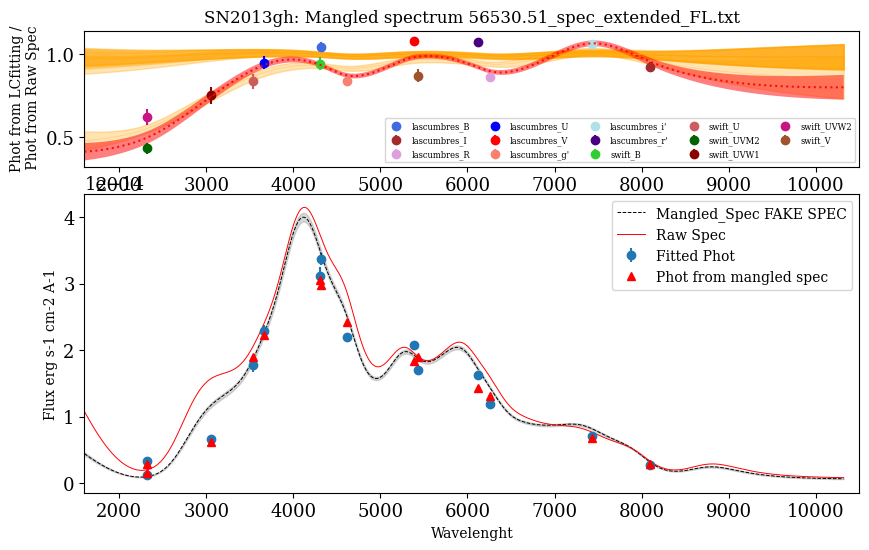 SN2013gh: Mangled spectrum 56530.51_spec_extended_FL.txt
Phot from LCfitting /
Phot from Raw Spec
1.0
0.5
lascumbres_B
lascumbres_I
lascumbres_R
lascumbres_U
lascumbres_V
lascumbres_g'
lascumbres_i'
lascumbres_r'
swift_B
swift_U
swift_UVM2
swift_UVW1
swift_UVW2
swift_V
2000 3000 4000 5000 6000 7000 8000 9000 10000
1e−14
Flux erg s-1 cm-2 A-1
4
3
2
1
0
Mangled_Spec FAKE SPEC
Raw Spec
Fitted Phot
Phot from mangled spec
2000 3000 4000 5000 6000 7000 8000 9000 10000
Wavelenght